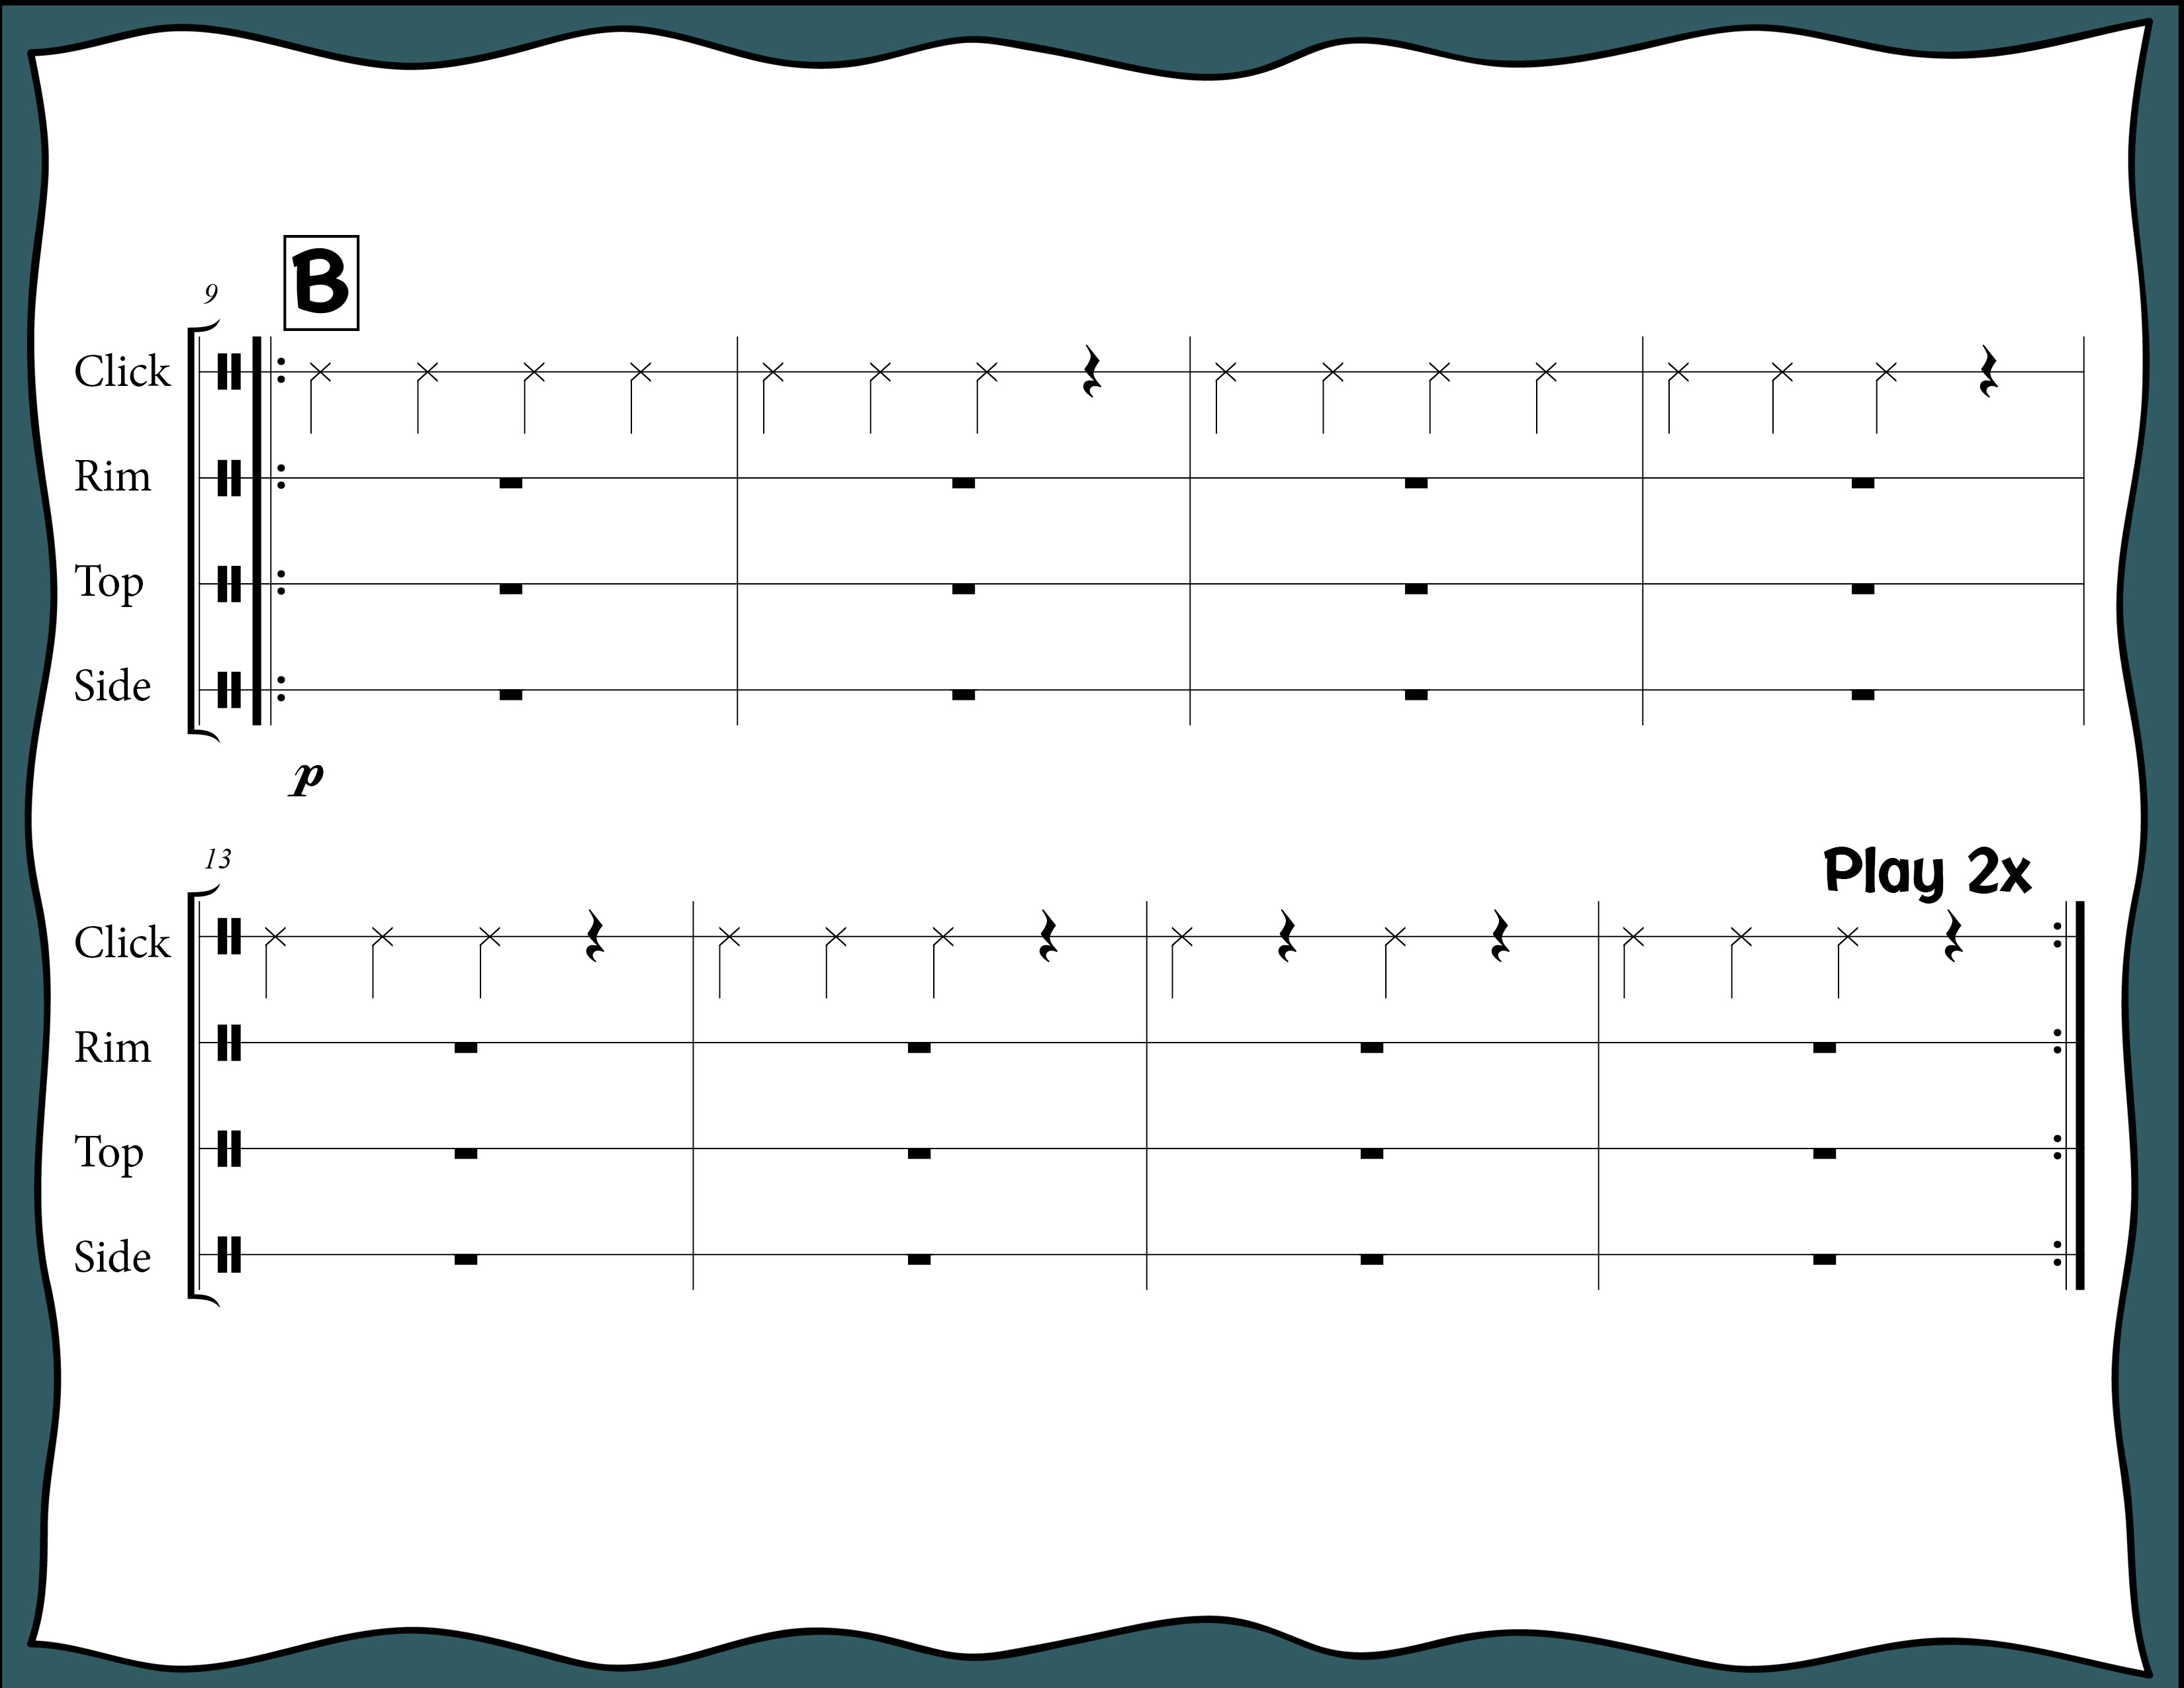 B
9
Click
Rim
Top
Side
p
13
Play 2x
Click
Rim
Top
Side